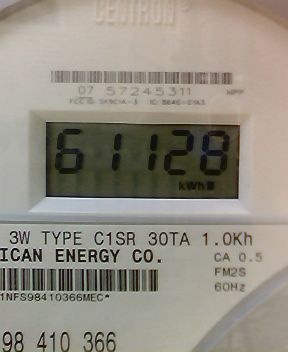 CENTRON®
07 57245311 WPP
61128
kWh
3W TYPE C1SR 30TA 1.0Kh
ICAN ENERGY CO. CA 0.5
FM2S
60Hz
1NFS98410366MEC*
98 410 366